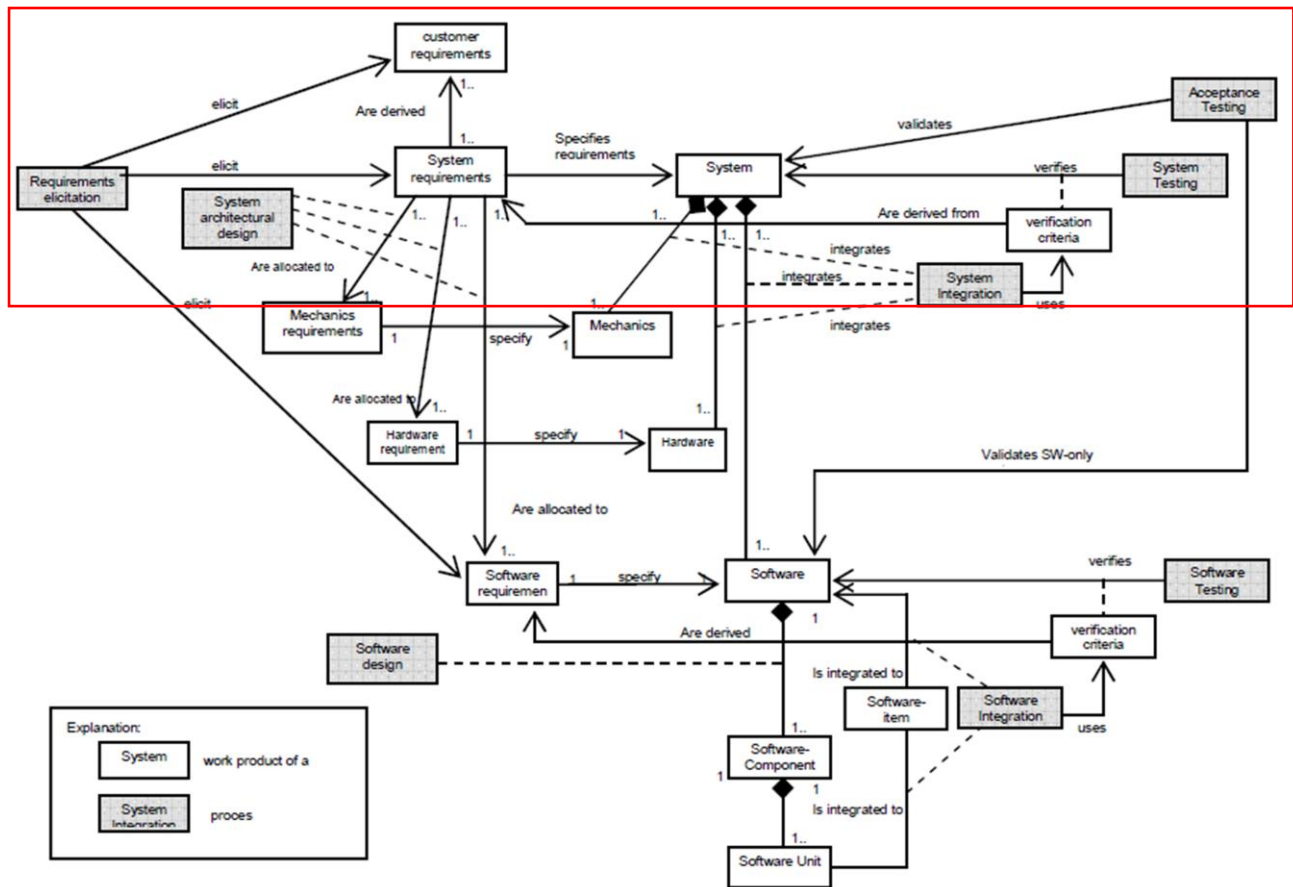 customer
requirements
1..
elicit
Are derived
1..
Acceptance
Testing
validates
Specifies
requirements
elicit
System
requirements
System
verifies
System
Testing
Requirements
elicitation
System
architectural
design
1..
1..
1..
1..
1..
1..
Are derived from
verification
criteria
Are allocated to
integrates
integrates
System
Integration
uses
elicit
1..
1..
Mechanics
requirements
1
specify
1
Mechanics
integrates
Are allocated to
1..
1..
Hardware
requirement
1
specify
1
Hardware
Validates SW-only
Are allocated to
1..
1..
Software
requiremen
1
specify
1
Software
verifies
Software
Testing
1
Are derived
verification
criteria
Software
design
Is integrated to
Software-
item
Software
Integration
uses
1..
Software-
Component
1
1
Is integrated to
1..
Software Unit
Explanation:
System
work product of a
System
Integration
proces